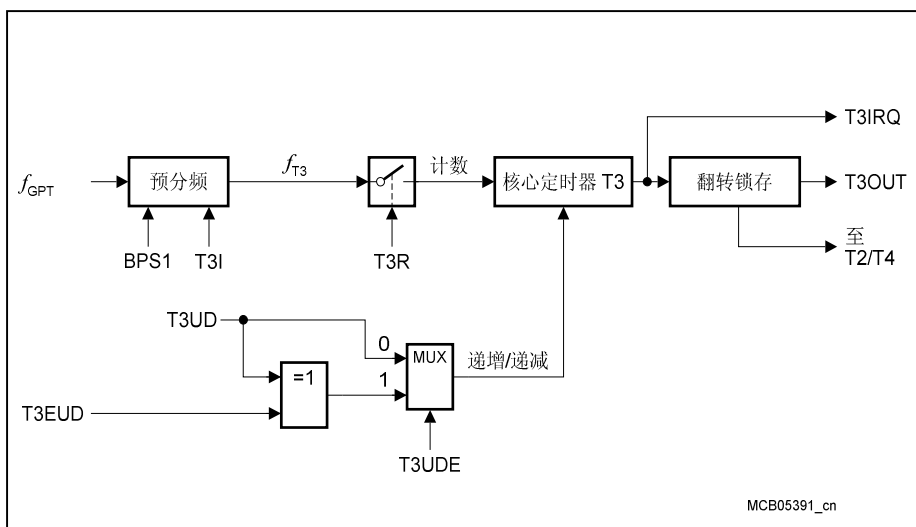 T3IRQ
f_GPT
预分频
f_T3
计数
核心定时器 T3
翻转锁存
T3OUT
BPS1
T3I
T3R
至
T2/T4
T3UD
0
MUX
递增/递减
=1
1
T3EUD
T3UDE
MCB05391_cn